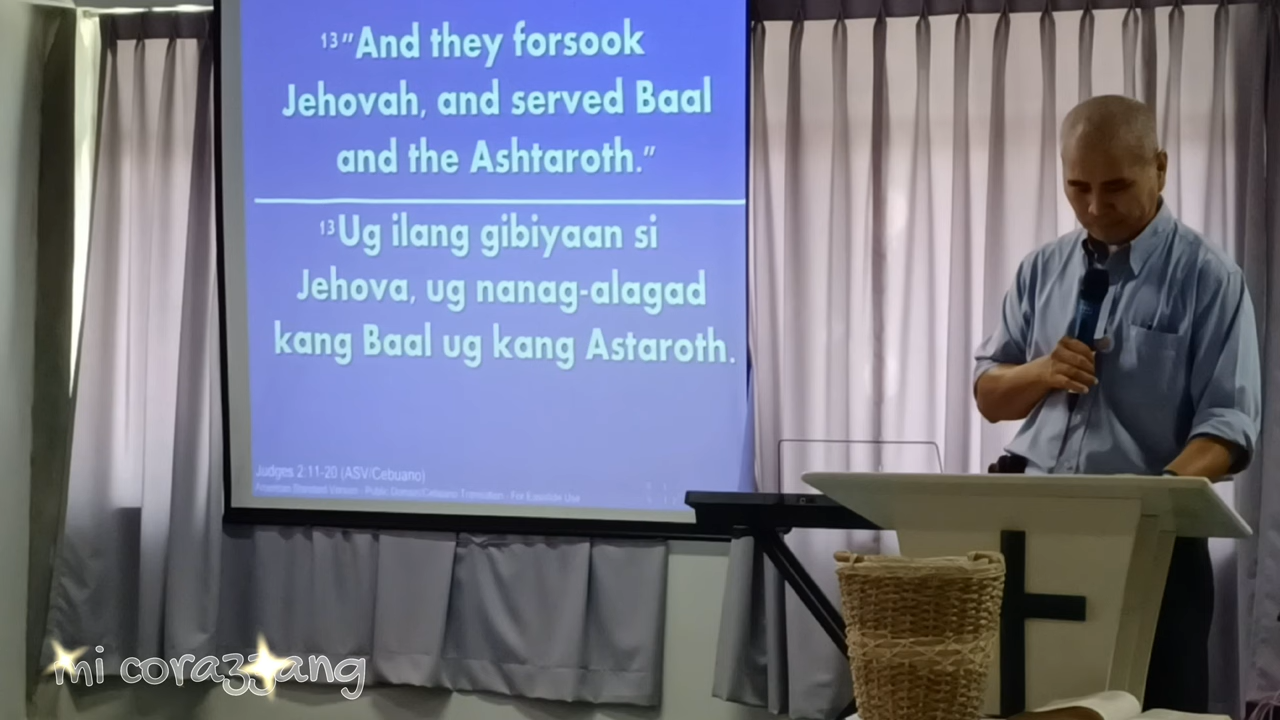 13"And they forsook
Jehovah, and served Baal
and the Ashtaroth."
13Ug ilang gibiyaan si
Jehova, ug nanag-alagad
kang Baal ug kang Astaroth.
Judges 2:11-20 (ASV/Cebuano)
American Standard Version - Public Domain/Cebuano Translation - For Use
mi corazzang